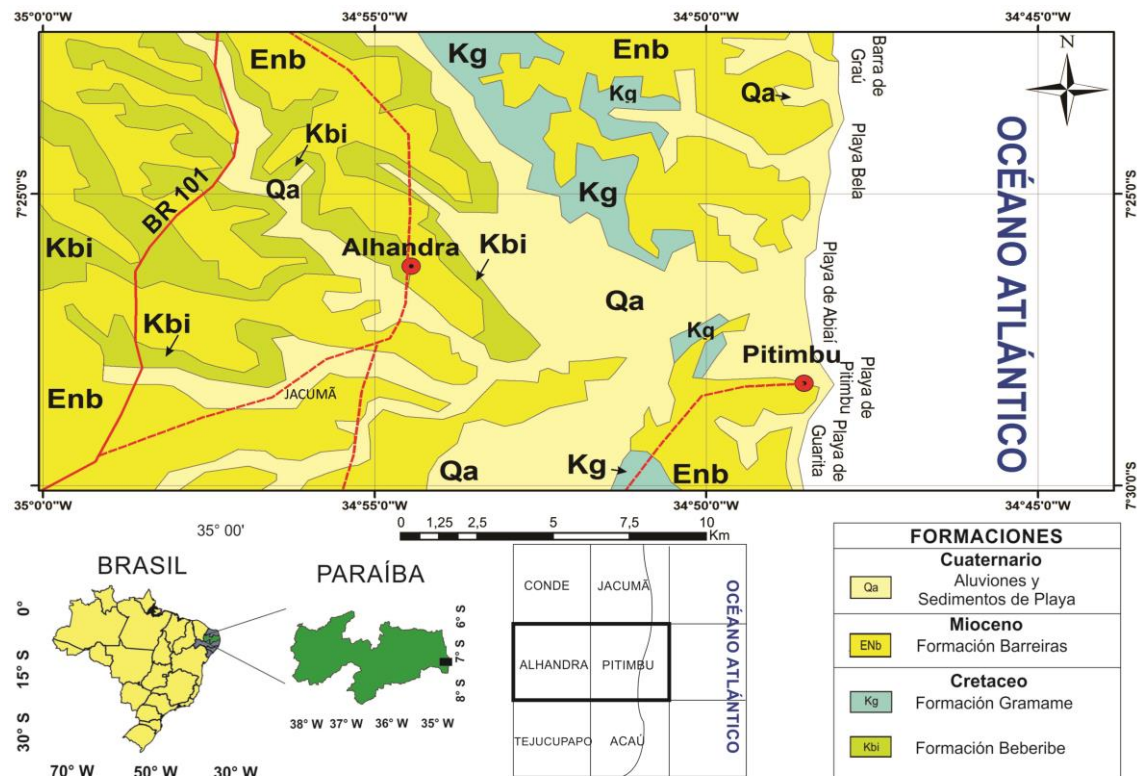 35°0'0"W
34°55'0"W
34°50'0"W
34°45'0"W
Enb
Kg
Enb
Kg
Qa
Barra de
Graú
N
Kbi
Playa Bela
7°25'0"S
BR 101
Qa
Kg
7°25'0"S
OCÉANO ATLÁNTICO
Kbi
Alhandra
Kbi
Qa
Playa de Abiaí
Kbi
Kg
Pitimbu
Playa de
Pitimbu
Enb
JACUMÃ
Qa
Kg
Enb
Playa de
Guarita
7°30'0"S
35°0'0"W
34°55'0"W
34°50'0"W
34°45'0"W
35° 00'
0 1,25 2,5 5 7,5 10
Km
BRASIL
0°
15° S
30° S
70° W 50° W 30° W
PARAÍBA
6° S
7° S
8° S
38° W 37° W 36° W 35° W
CONDE JACUMÃ
ALHANDRA PITIMBU
TEJUCUPAPO ACAÚ
OCÉANO ATLÁNTICO
FORMACIONES
Cuaternario
Qa Aluviones y
Sedimentos de Playa
Mioceno
ENb Formación Barreiras
Cretaceo
Kg Formación Gramame
Kbi Formación Beberibe